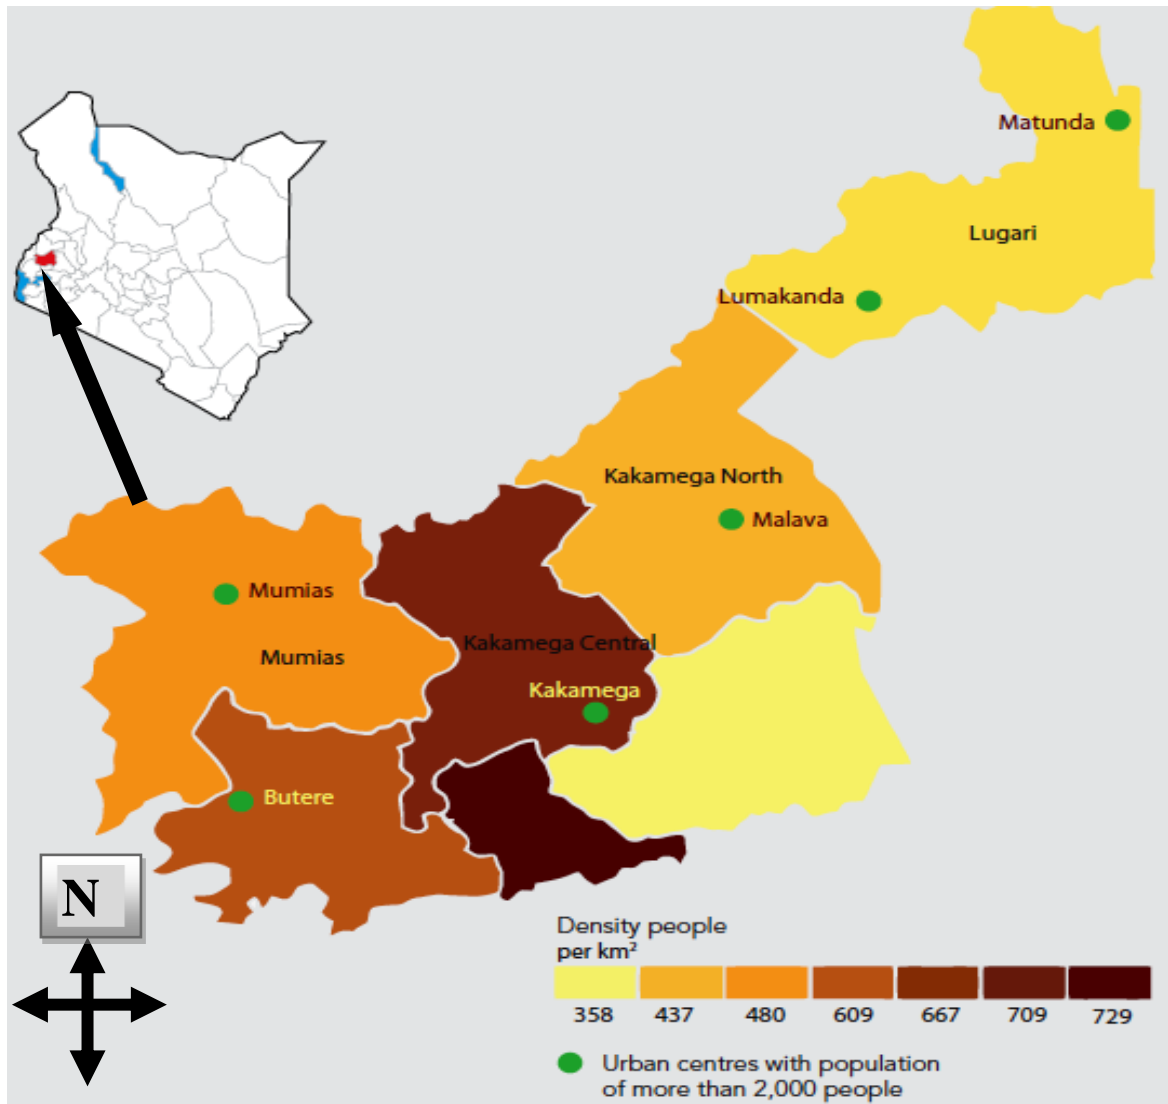 Matunda
Lugari
Lumakanda
Kakamega North
Malava
Mumias
Mumias
Kakamega Central
Kakamega
Butere
N
Density people
per km²
358 437 480 609 667 709 729
Urban centres with population
of more than 2,000 people